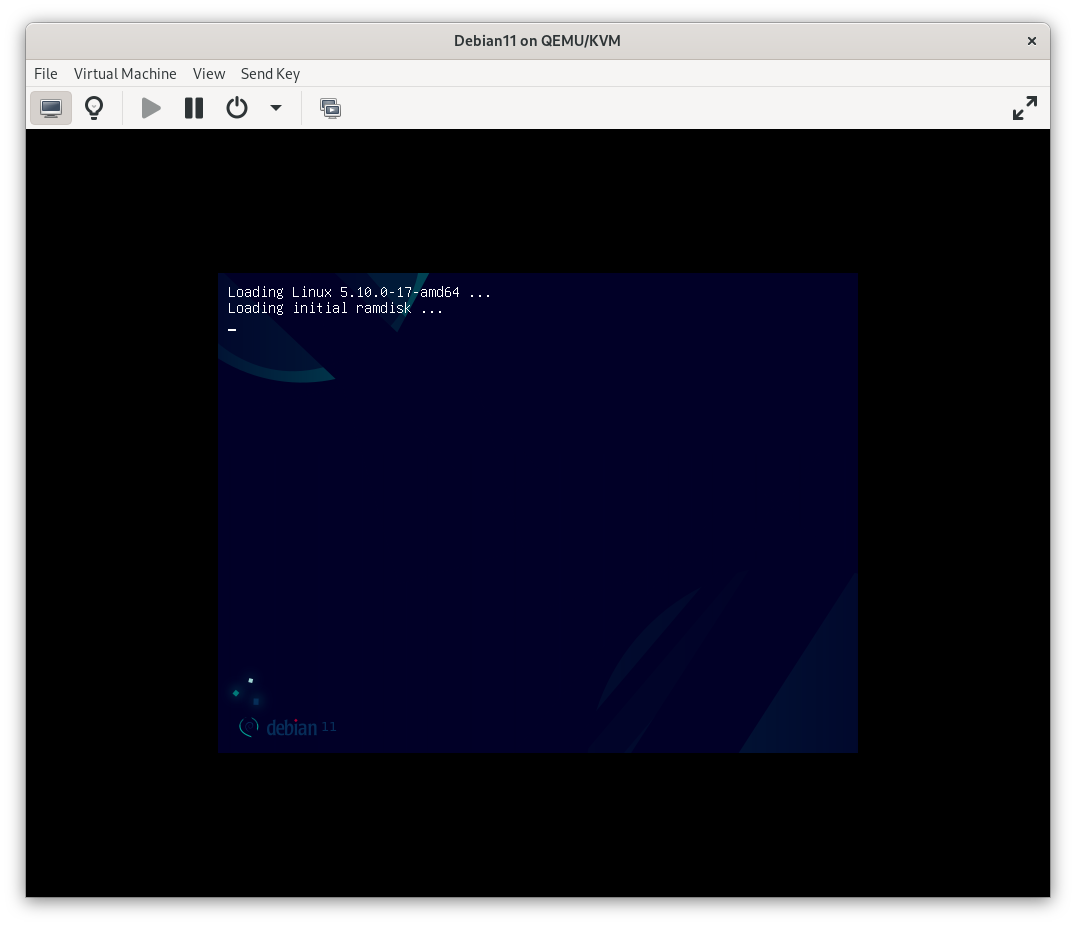 Debian11 on QEMU/KVM
File Virtual Machine View Send Key
Loading Linux 5.10.0-17-amd64 ...
Loading initial ramdisk ...
debian 11